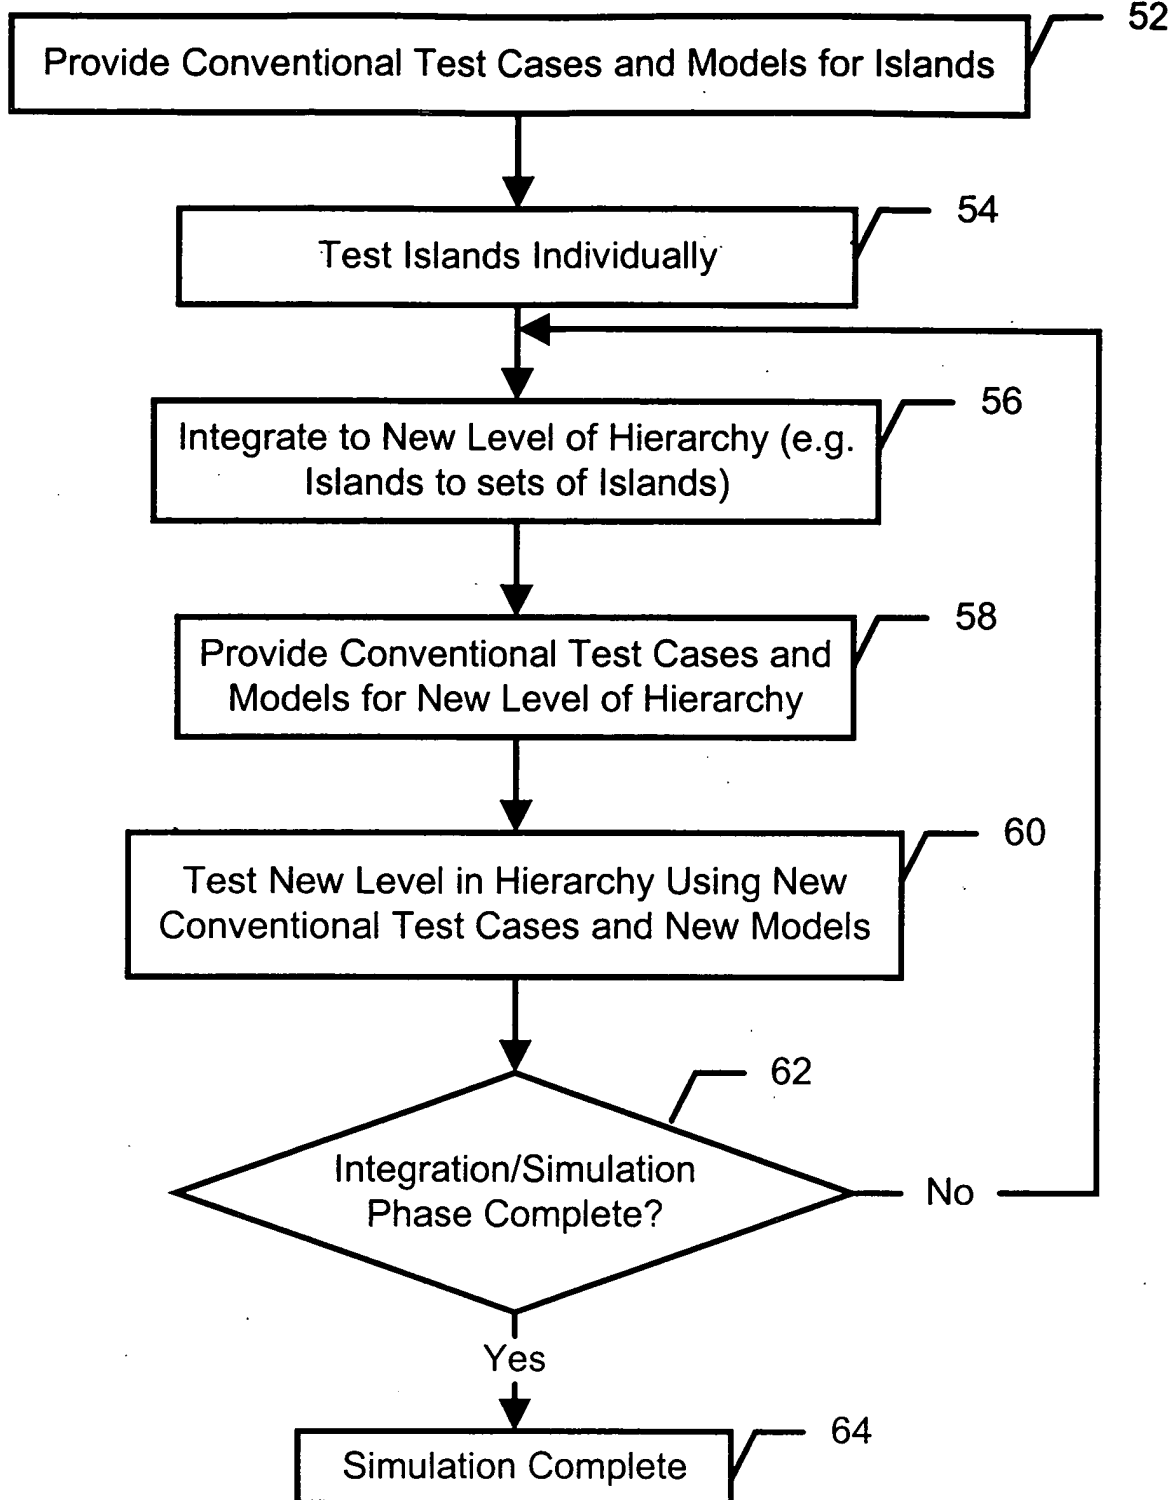 52
Provide Conventional Test Cases and Models for Islands
54
Test Islands Individually
56
Integrate to New Level of Hierarchy (e.g.
Islands to sets of Islands)
58
Provide Conventional Test Cases and
Models for New Level of Hierarchy
60
Test New Level in Hierarchy Using New
Conventional Test Cases and New Models
62
Integration/Simulation
Phase Complete?
No
Yes
64
Simulation Complete